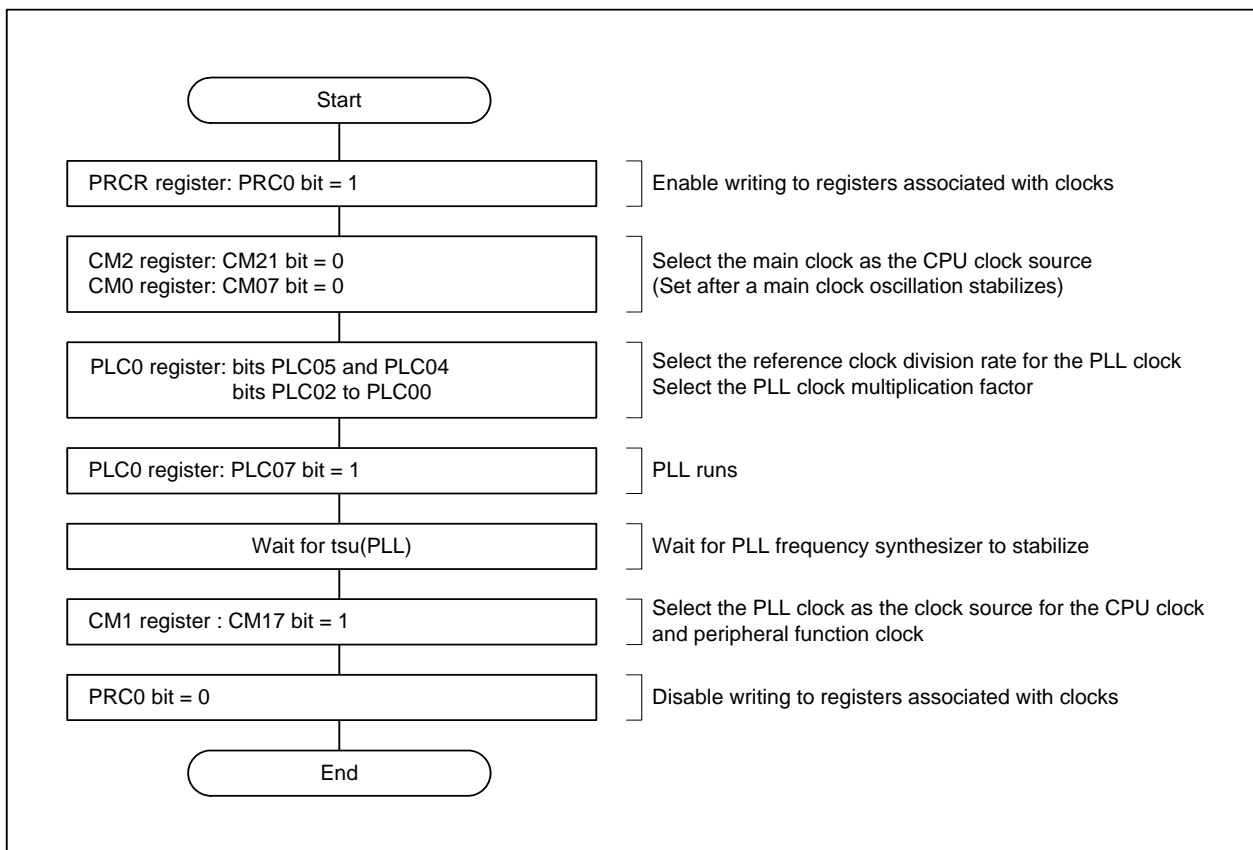 Start
PRCR register: PRC0 bit = 1
Enable writing to registers associated with clocks
CM2 register: CM21 bit = 0
CM0 register: CM07 bit = 0
Select the main clock as the CPU clock source
(Set after a main clock oscillation stabilizes)
PLC0 register: bits PLC05 and PLC04
bits PLC02 to PLC00
Select the reference clock division rate for the PLL clock
Select the PLL clock multiplication factor
PLC0 register: PLC07 bit = 1
PLL runs
Wait for tsu(PLL)
Wait for PLL frequency synthesizer to stabilize
CM1 register : CM17 bit = 1
Select the PLL clock as the clock source for the CPU clock
and peripheral function clock
PRC0 bit = 0
Disable writing to registers associated with clocks
End